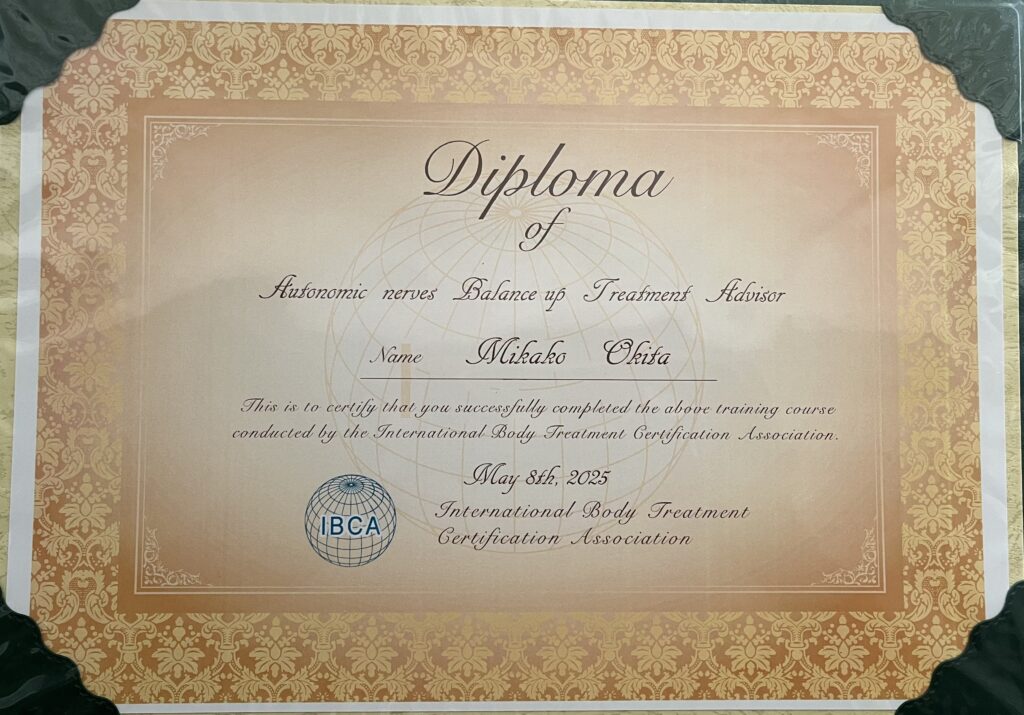 Diploma
of
Autonomic nerves Balance up Treatment Advisor
Name Mikako Okita
This is to certify that you successfully completed the above training course
conducted by the International Body Treatment Certification Association.
May 8th, 2025
IBCA
International Body Treatment
Certification Association